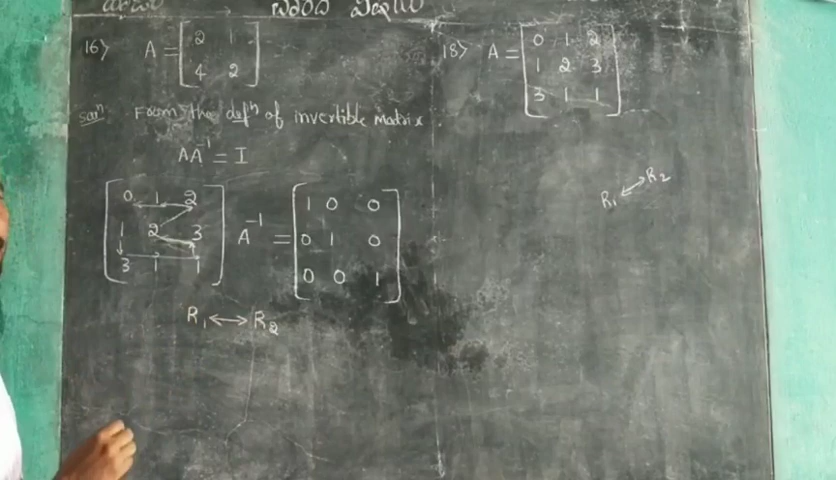 16) A = [2 1
4 2]
Solⁿ From the defⁿ of invertible matrix
AA⁻¹ = I
[0 1 2
1 2 3
3 1 1] A⁻¹ = [1 0 0
0 1 0
0 0 1]
R₁ ↔ R₂
18) A = [0 1 2
1 2 3
3 1 1]
R₁ ↔ R₂